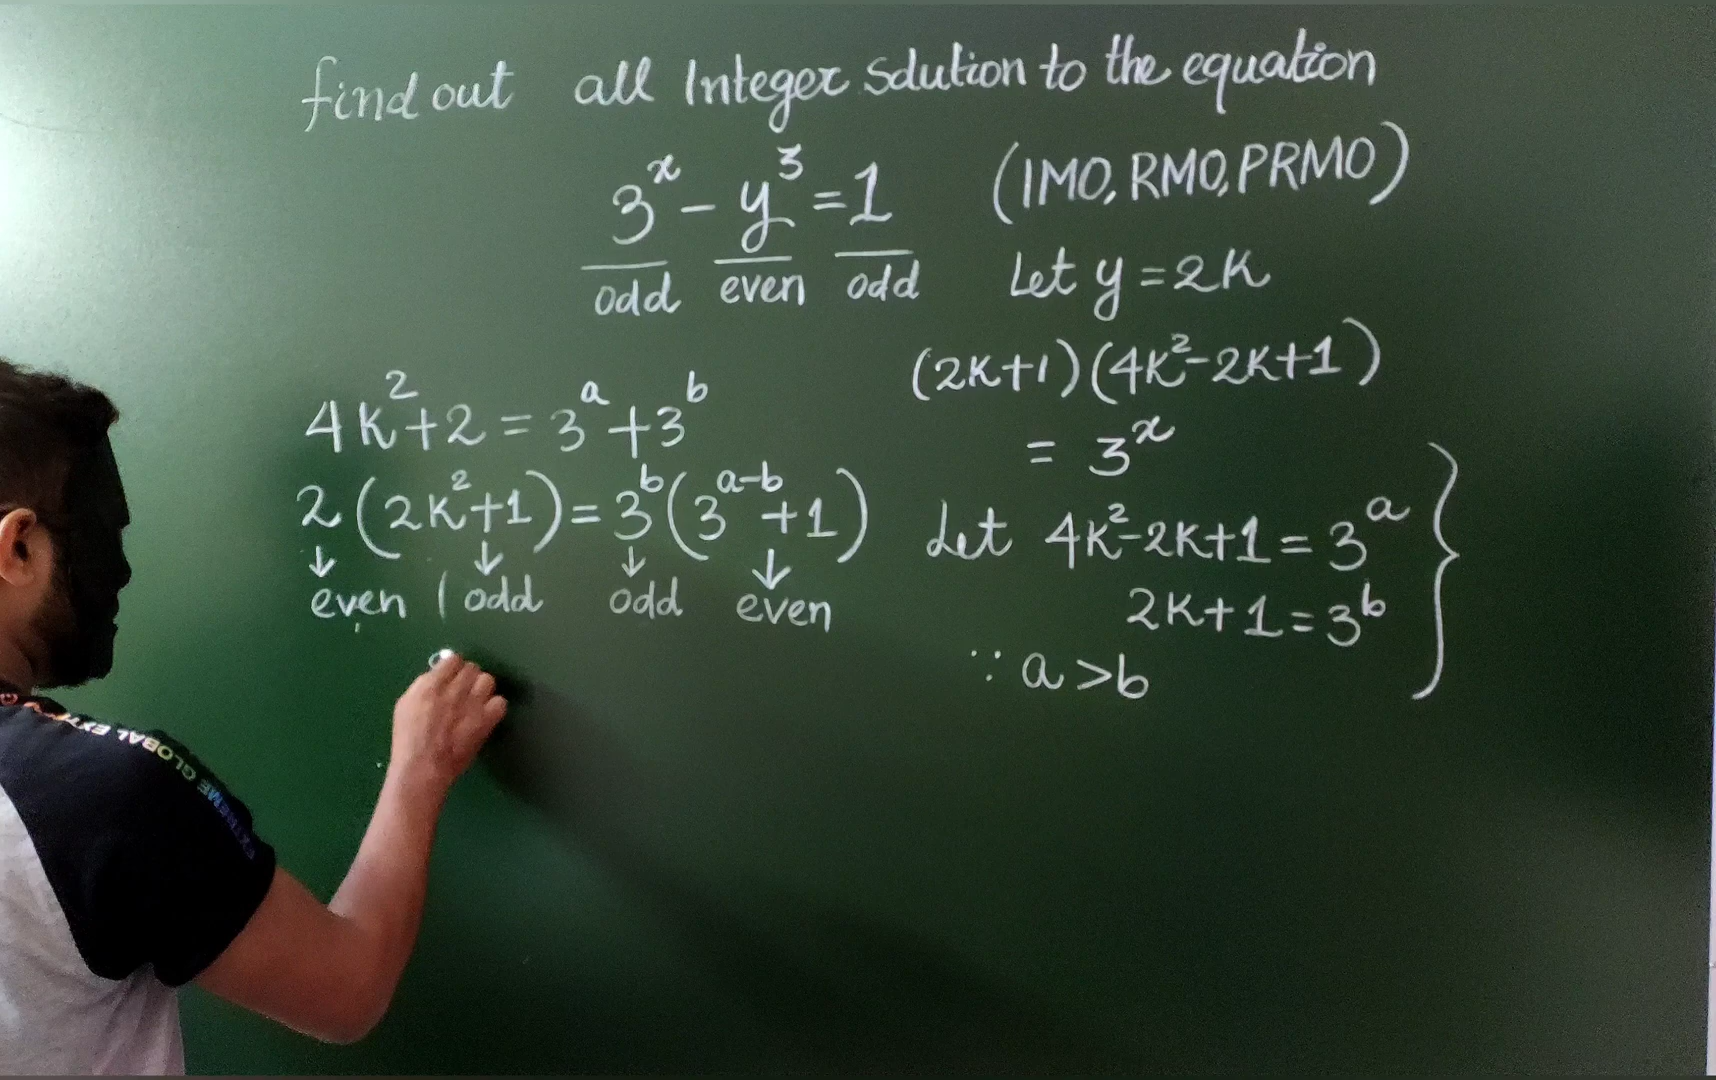 find out all Integer Solution to the equation
3^x - y^3 = 1 (IMO, RMO, PRMO)
odd even odd
Let y = 2K
(2K+1)(4K^2-2K+1)
= 3^x
Let 4K^2-2K+1 = 3^a
2K+1 = 3^b
∵ a > b
4K^2+2 = 3^a+3^b
2(2K^2+1) = 3^b(3^{a-b}+1)
↓ ↓ ↓ ↓
even odd odd even
EXTREME GLOBAL